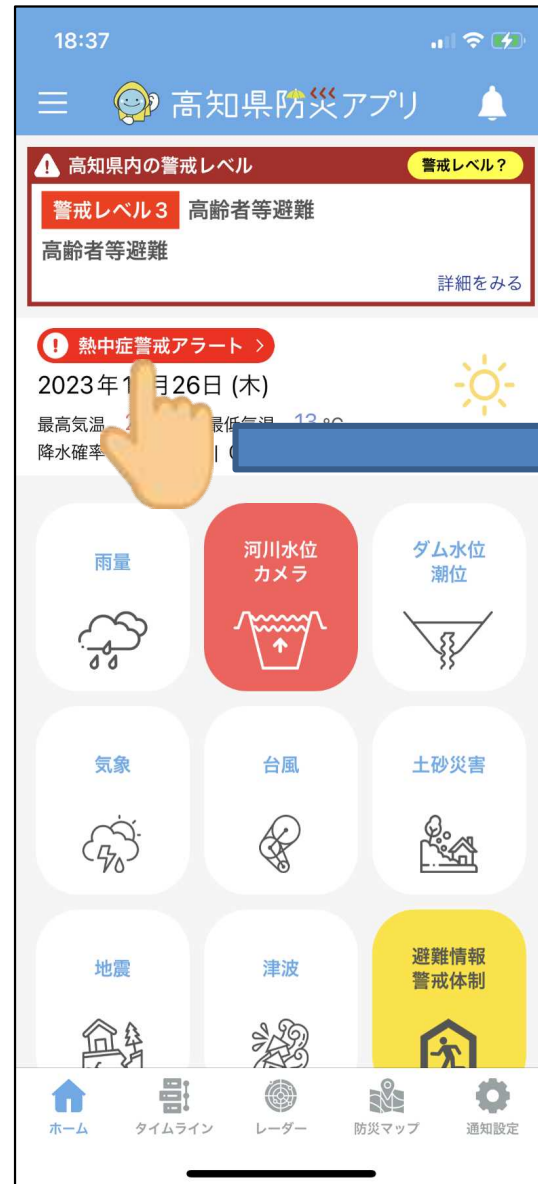 18:37
高知県防災アプリ
高知県内の警戒レベル 警戒レベル？
警戒レベル３ 高齢者等避難
高齢者等避難
詳細をみる
熱中症警戒アラート >
2023年1 月26日 (木)
最高気温 最低気温 13 ℃
降水確率 |
雨量
河川水位
カメラ
ダム水位
潮位
気象
台風
土砂災害
地震
津波
避難情報
警戒体制
ホーム タイムライン レーダー 防災マップ 通知設定